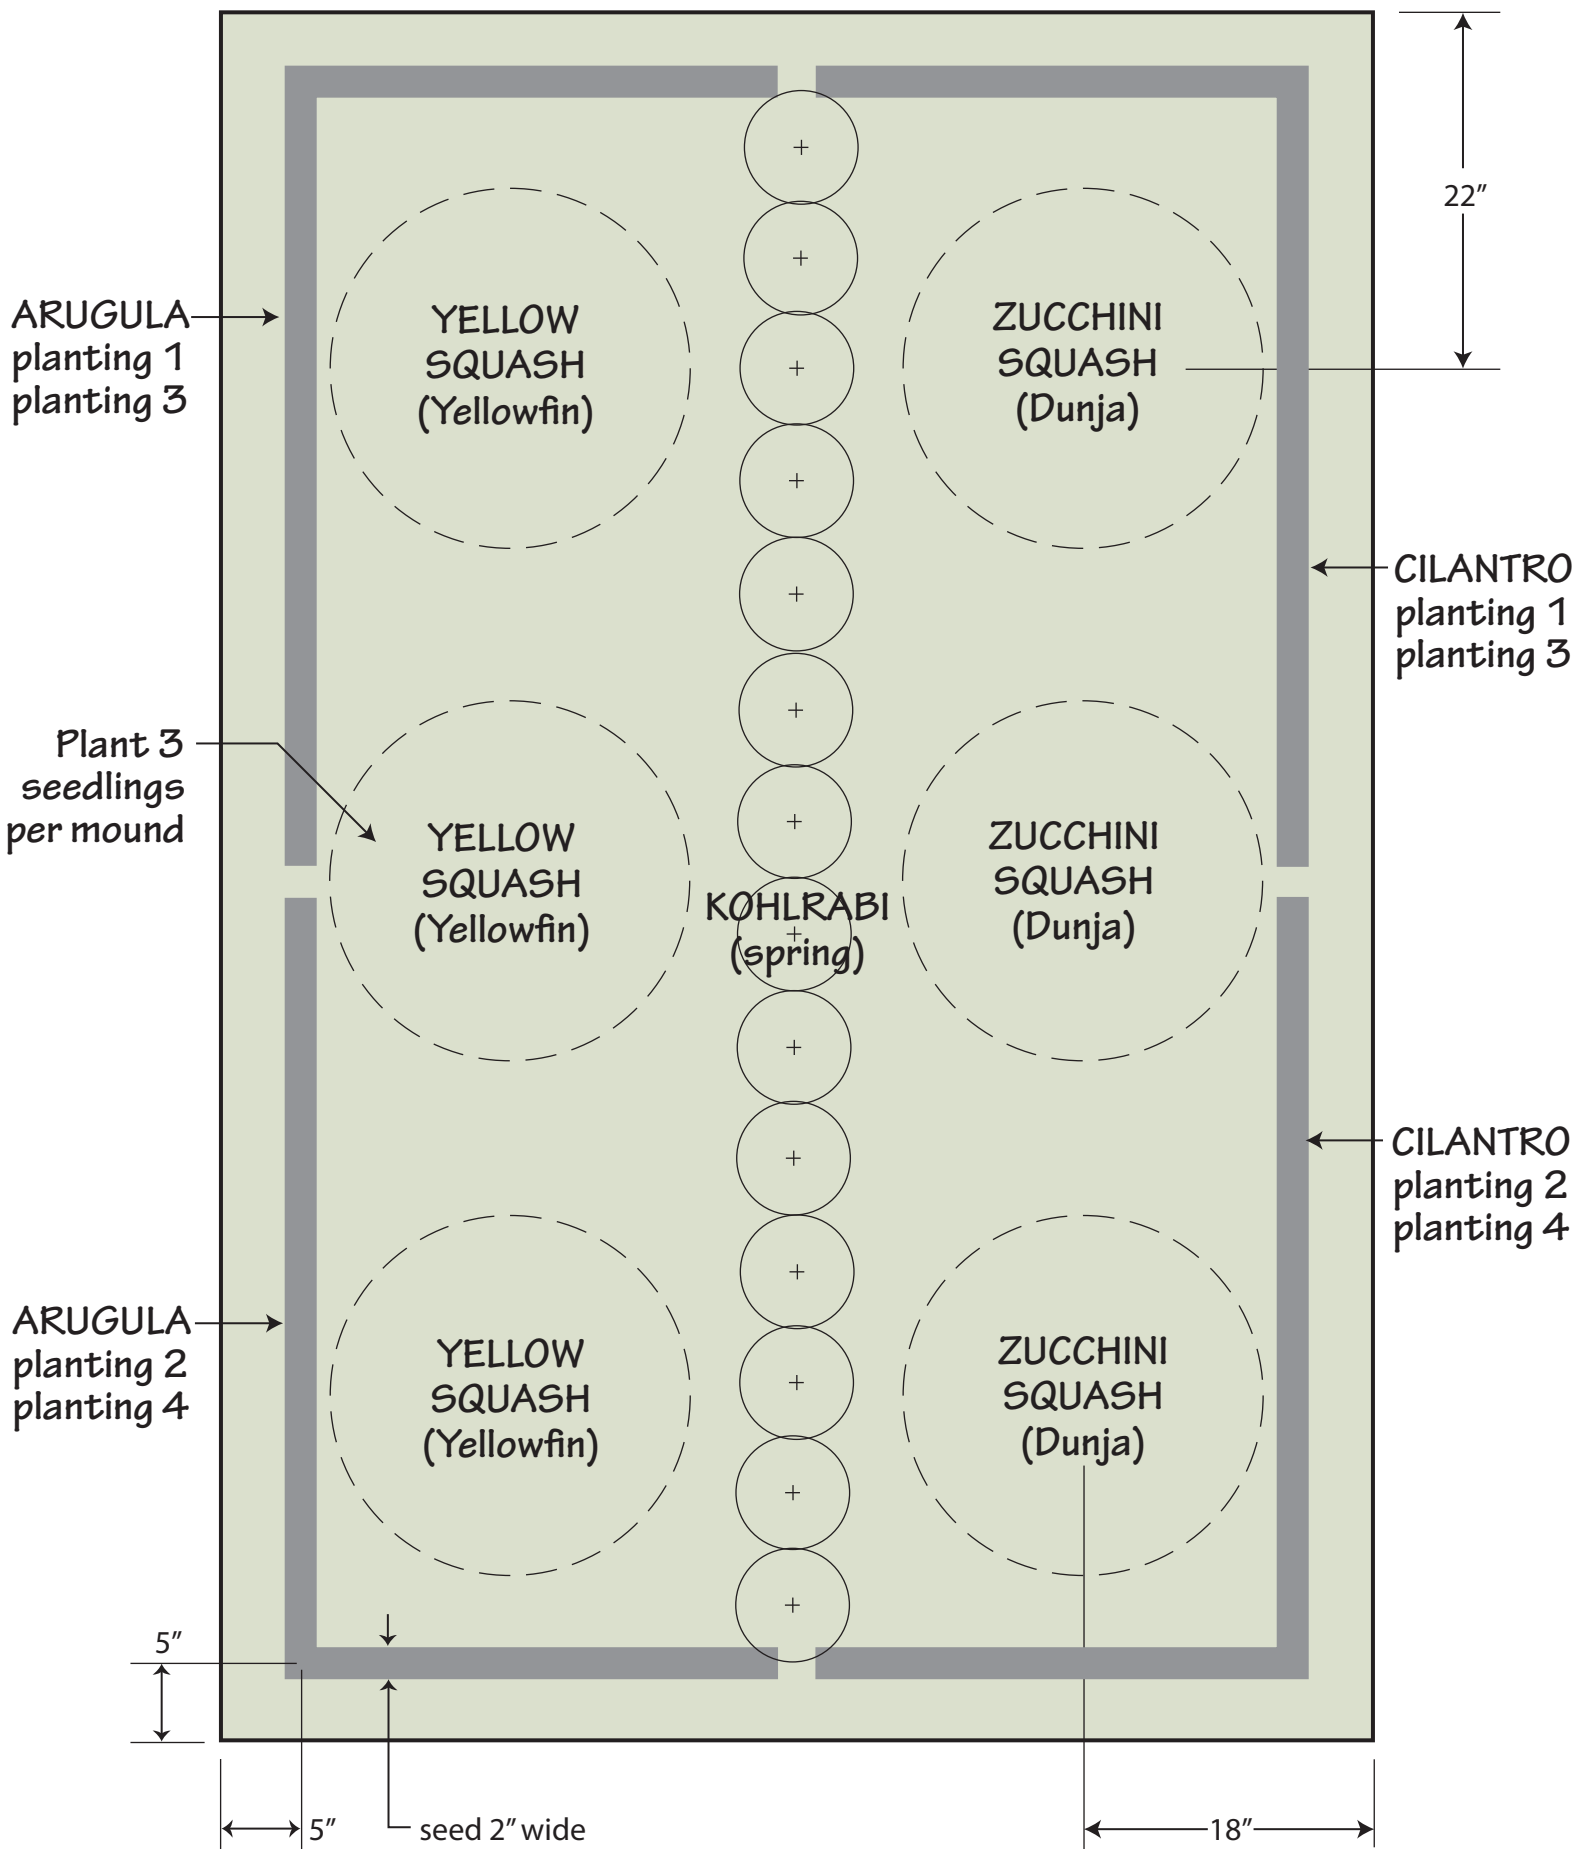 22"
ARUGULA
planting 1
planting 3
YELLOW
SQUASH
(Yellowfin)
ZUCCHINI
SQUASH
(Dunja)
CILANTRO
planting 1
planting 3
Plant 3
seedlings
per mound
YELLOW
SQUASH
(Yellowfin)
KOHLRABI
(spring)
ZUCCHINI
SQUASH
(Dunja)
CILANTRO
planting 2
planting 4
ARUGULA
planting 2
planting 4
YELLOW
SQUASH
(Yellowfin)
ZUCCHINI
SQUASH
(Dunja)
5"
5"
seed 2" wide
18"